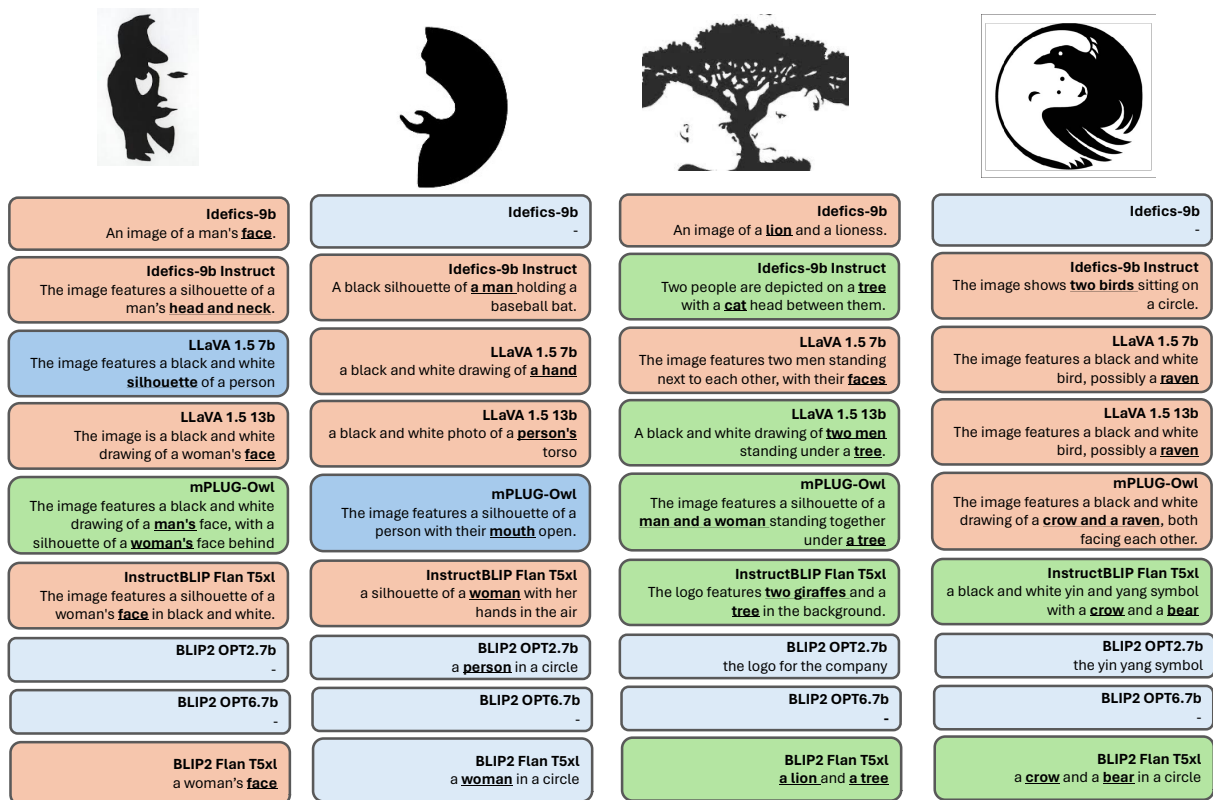 Idefics-9b
An image of a man's face.
Idefics-9b Instruct
The image features a silhouette of a
man's head and neck.
LLaVA 1.5 7b
The image features a black and white
silhouette of a person
LLaVA 1.5 13b
The image is a black and white
drawing of a woman's face
mPLUG-Owl
The image features a black and white
drawing of a man's face, with a
silhouette of a woman's face behind
InstructBLIP Flan T5xl
The image features a silhouette of a
woman's face in black and white.
BLIP2 OPT2.7b
-
BLIP2 OPT6.7b
-
BLIP2 Flan T5xl
a woman's face
Idefics-9b
-
Idefics-9b Instruct
A black silhouette of a man holding a
baseball bat.
LLaVA 1.5 7b
a black and white drawing of a hand
LLaVA 1.5 13b
a black and white photo of a person's
torso
mPLUG-Owl
The image features a silhouette of a
person with their mouth open.
InstructBLIP Flan T5xl
a silhouette of a woman with her
hands in the air
BLIP2 OPT2.7b
a person in a circle
BLIP2 OPT6.7b
-
BLIP2 Flan T5xl
a woman in a circle
Idefics-9b
An image of a lion and a lioness.
Idefics-9b Instruct
Two people are depicted on a tree
with a cat head between them.
LLaVA 1.5 7b
The image features two men standing
next to each other, with their faces
LLaVA 1.5 13b
A black and white drawing of two men
standing under a tree.
mPLUG-Owl
The image features a silhouette of a
man and a woman standing together
under a tree
InstructBLIP Flan T5xl
The logo features two giraffes and a
tree in the background.
BLIP2 OPT2.7b
the logo for the company
BLIP2 OPT6.7b
-
BLIP2 Flan T5xl
a lion and a tree
Idefics-9b
-
Idefics-9b Instruct
The image shows two birds sitting on
a circle.
LLaVA 1.5 7b
The image features a black and white
bird, possibly a raven
LLaVA 1.5 13b
The image features a black and white
bird, possibly a raven
mPLUG-Owl
The image features a black and white
drawing of a crow and a raven, both
facing each other.
InstructBLIP Flan T5xl
a black and white yin and yang symbol
with a crow and a bear
BLIP2 OPT2.7b
the yin yang symbol
BLIP2 OPT6.7b
-
BLIP2 Flan T5xl
a crow and a bear in a circle